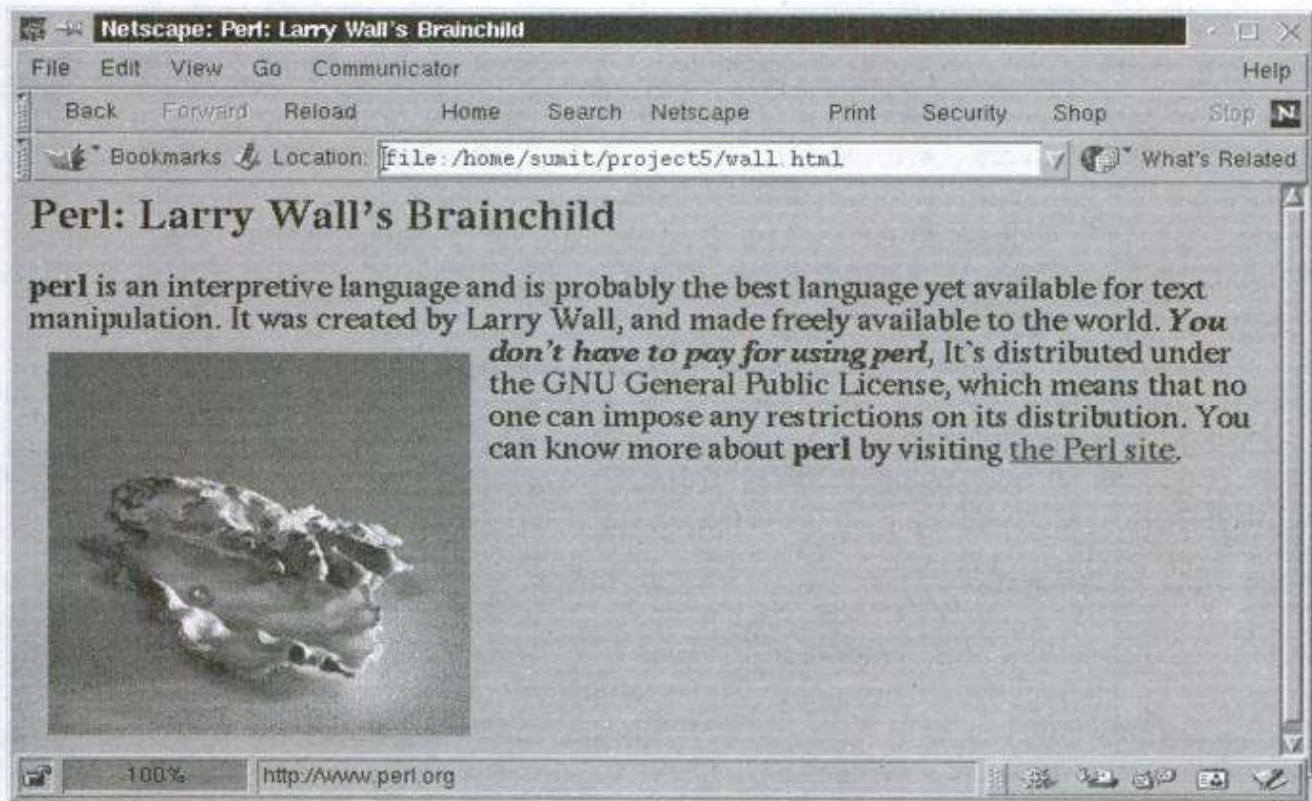 Netscape: Perl: Larry Wall's Brainchild
File Edit View Go Communicator Help
Back Forward Reload Home Search Netscape Print Security Shop Stop N
Bookmarks Location: file:/home/sumit/project5/wall.html What's Related
Perl: Larry Wall's Brainchild
perl is an interpretive language and is probably the best language yet available for text
manipulation. It was created by Larry Wall, and made freely available to the world. You
don't have to pay for using perl, It`s distributed under
the GNU General Public License, which means that no
one can impose any restrictions on its distribution. You
can know more about perl by visiting the Perl site.
100% http://www.perl.org